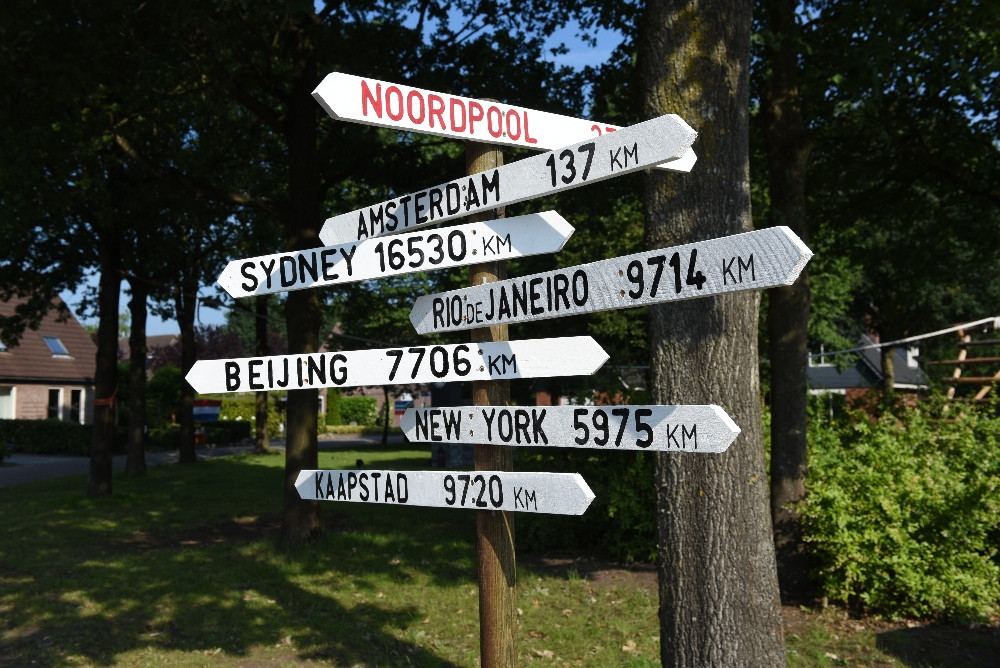 NOORDPOOL
AMSTERDAM 137 KM
SYDNEY 16530 KM
RIO DE JANEIRO 9714 KM
BEIJING 7706 KM
NEW YORK 5975 KM
KAAPSTAD 9720 KM